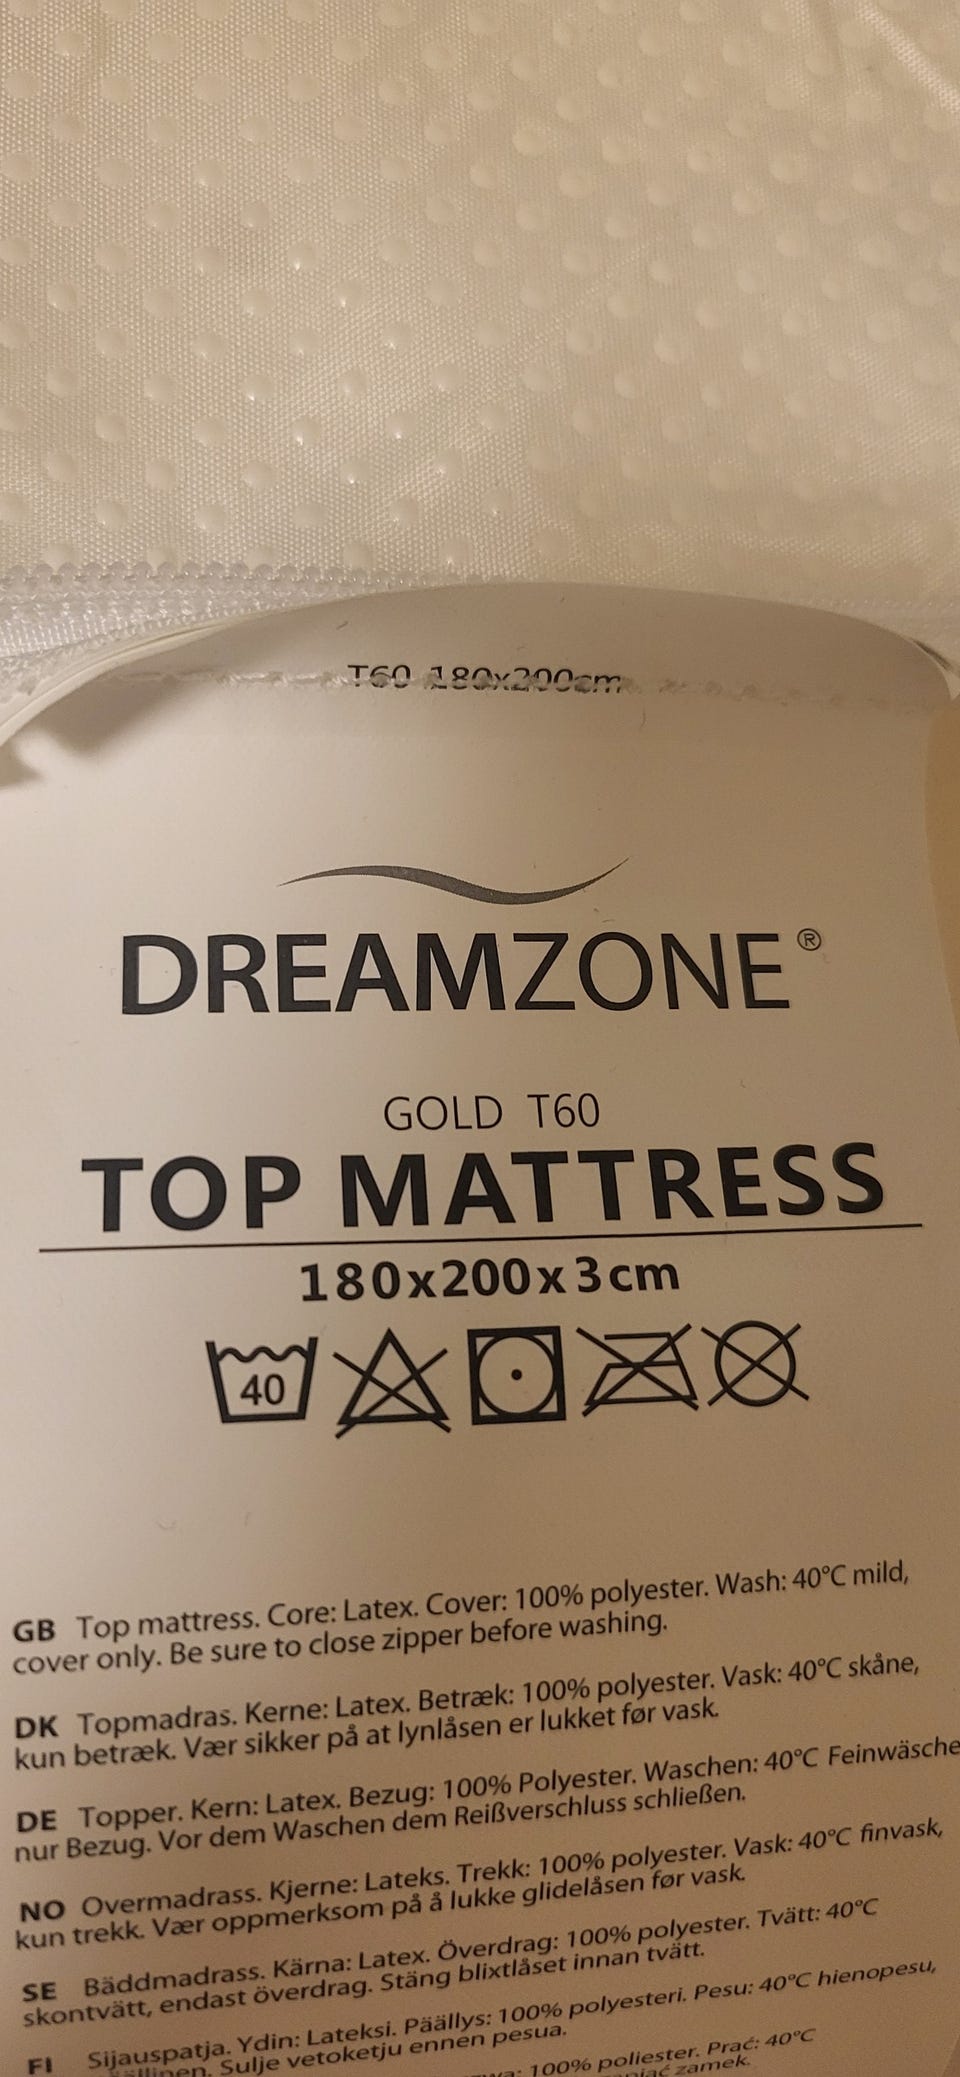 T60 180x200cm
DREAMZONE®
GOLD T60
TOP MATTRESS
180x200x3cm
40
GB Top mattress. Core: Latex. Cover: 100% polyester. Wash: 40°C mild,
cover only. Be sure to close zipper before washing.
DK Topmadras. Kerne: Latex. Betræk: 100% polyester. Vask: 40°C skåne,
kun betræk. Vær sikker på at lynlåsen er lukket før vask.
DE Topper. Kern: Latex. Bezug: 100% Polyester. Waschen: 40°C Feinwäsche
nur Bezug. Vor dem Waschen dem Reißverschluss schließen.
NO Overmadrass. Kjerne: Lateks. Trekk: 100% polyester. Vask: 40°C finvask,
kun trekk. Vær oppmerksom på å lukke glidelåsen før vask.
SE Bäddmadrass. Kärna: Latex. Överdrag: 100% polyester. Tvätt: 40°C
skontvätt, endast överdrag. Stäng blixtlåset innan tvätt.
FI Sijauspatja. Ydin: Lateksi. Päällys: 100% polyesteri. Pesu: 40°C hienopesu,
Sulje vetoketju ennen pesua.
100% poliester. Prać: 40°C
zamek.